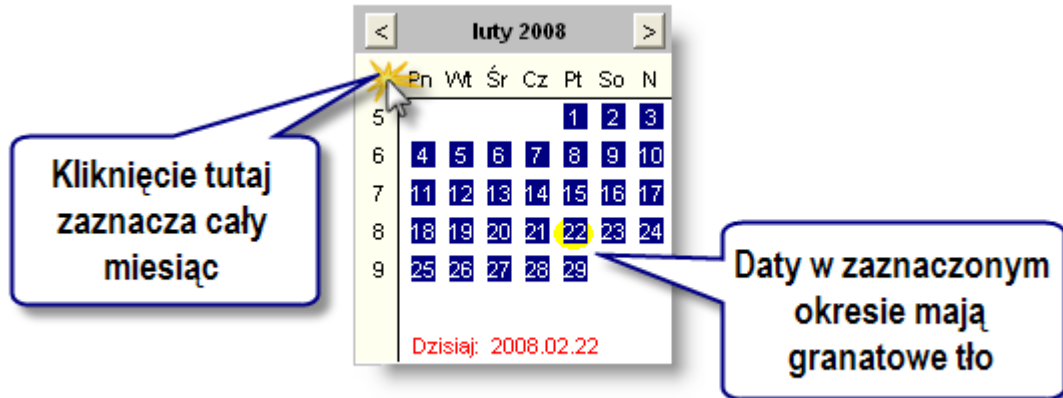 < luty 2008 >
Pn Wt Śr Cz Pt So N
5 1 2 3
6 4 5 6 7 8 9 10
7 11 12 13 14 15 16 17
8 18 19 20 21 22 23 24
9 25 26 27 28 29
Dzisiaj: 2008.02.22
Kliknięcie tutaj
zaznacza cały
miesiąc
Daty w zaznaczonym
okresie mają
granatowe tło